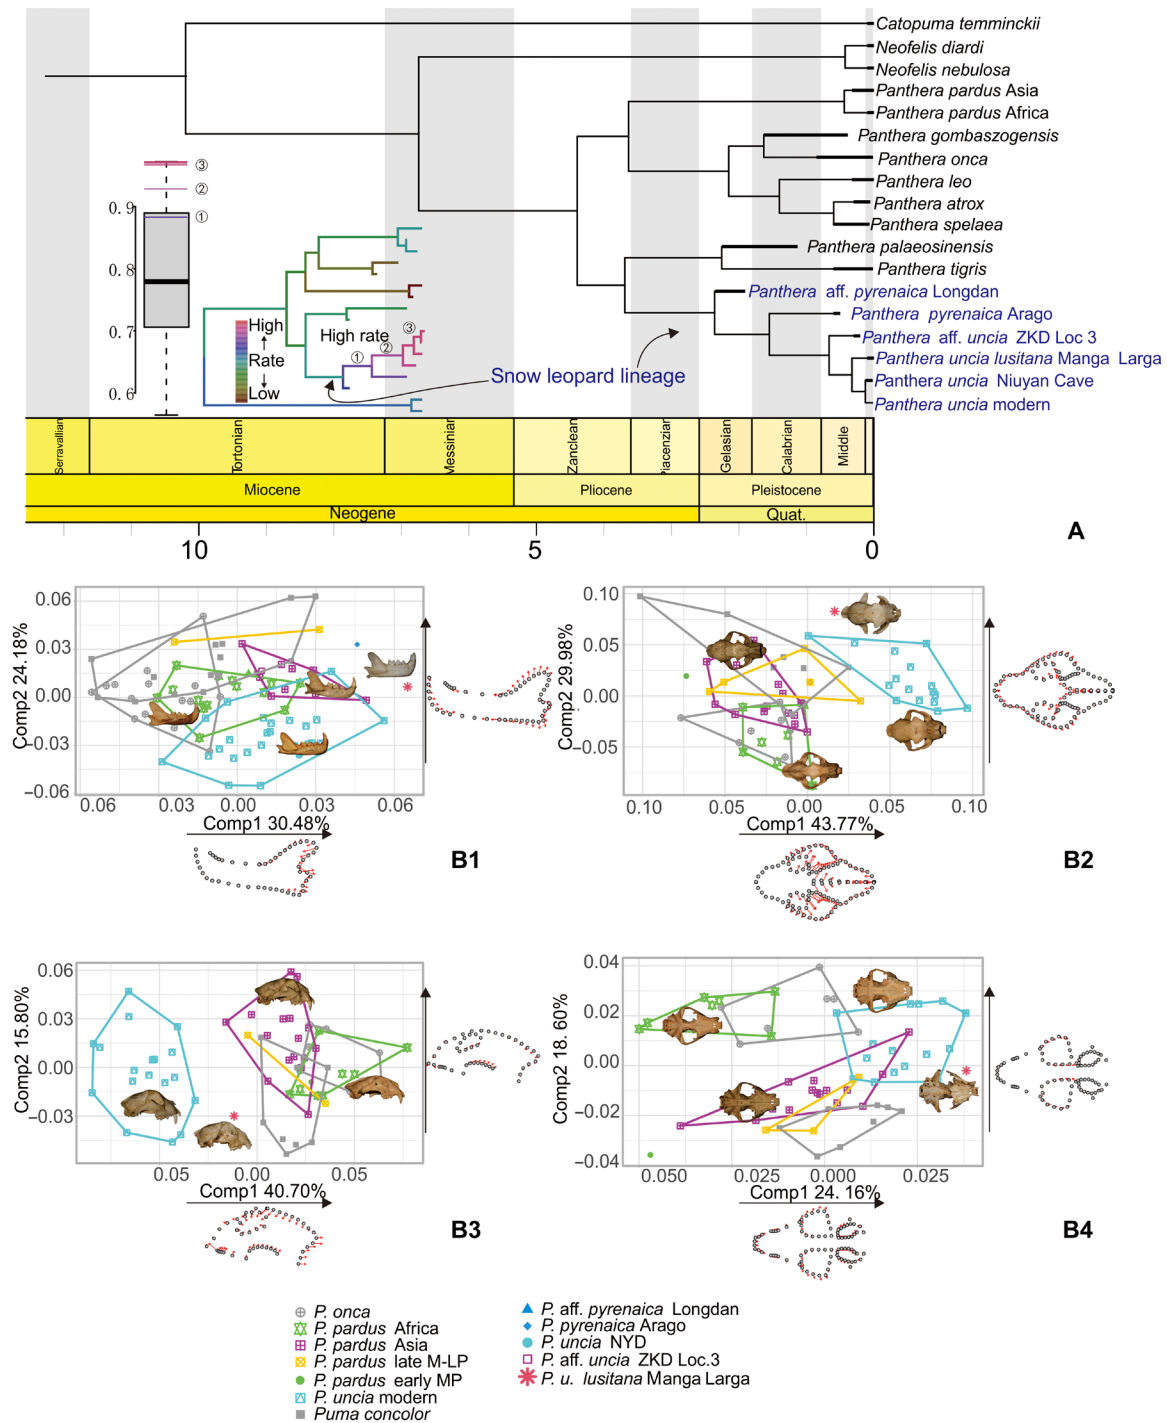 Catopuma temminckii
Neofelis diardi
Neofelis nebulosa
Panthera pardus Asia
Panthera pardus Africa
Panthera gombaszogensis
Panthera onca
Panthera leo
Panthera atrox
Panthera spelaea
Panthera palaeosinensis
Panthera tigris
Panthera aff. pyrenaica Longdan
Panthera pyrenaica Arago
Panthera aff. uncia ZKD Loc 3
Panthera uncia lusitana Manga Larga
Panthera uncia Niuyan Cave
Panthera uncia modern
③
②
①
0.9
0.8
0.7
0.6
High
Rate
Low
High rate
①
②
③
Snow leopard lineage
Serravallian
Tortonian
Messinian
Zanclean
Piacenzian
Gelasian
Calabrian
Middle
Miocene
Pliocene
Pleistocene
Neogene
Quat.
10
5
0
A
Comp2 24.18%
0.06
0.03
0.00
−0.03
−0.06
0.06
0.03
0.00
0.03
0.06
Comp1 30.48%
B1
Comp2 29.98%
0.10
0.05
0.00
−0.05
0.10
0.05
0.00
0.05
0.10
Comp1 43.77%
B2
Comp2 15.80%
0.06
0.03
0.00
−0.03
0.05
0.00
0.05
Comp1 40.70%
B3
Comp2 18. 60%
0.04
0.02
0.00
−0.02
−0.04
0.050
0.025
0.000
0.025
Comp1 24. 16%
B4
P. onca
P. pardus Africa
P. pardus Asia
P. pardus late M-LP
P. pardus early MP
P. uncia modern
Puma concolor
P. aff. pyrenaica Longdan
P. pyrenaica Arago
P. uncia NYD
P. aff. uncia ZKD Loc.3
P. u. lusitana Manga Larga